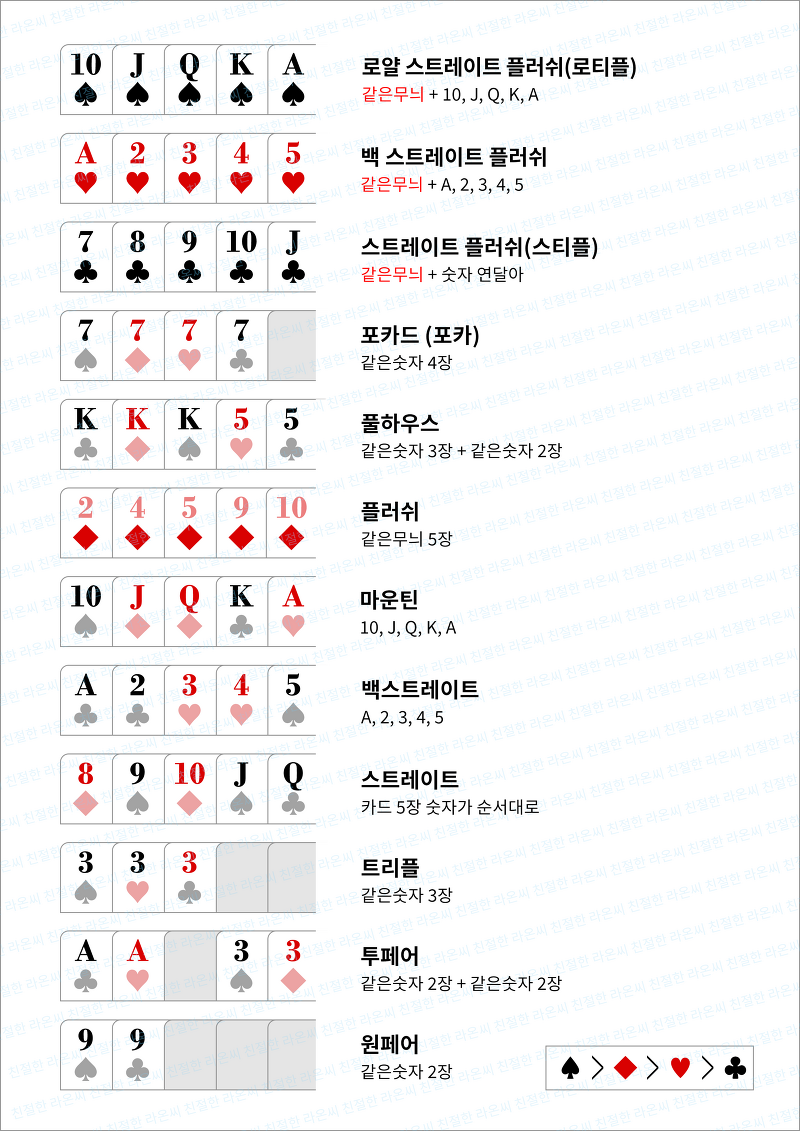 10 J Q K A
로얄 스트레이트 플러쉬(로티플)
같은무늬 + 10, J, Q, K, A
A 2 3 4 5
백 스트레이트 플러쉬
같은무늬 + A, 2, 3, 4, 5
7 8 9 10 J
스트레이트 플러쉬(스티플)
같은무늬 + 숫자 연달아
7 7 7 7
포카드 (포카)
같은숫자 4장
K K K 5 5
풀하우스
같은숫자 3장 + 같은숫자 2장
2 4 5 9 10
플러쉬
같은무늬 5장
10 J Q K A
마운틴
10, J, Q, K, A
A 2 3 4 5
백스트레이트
A, 2, 3, 4, 5
8 9 10 J Q
스트레이트
카드 5장 숫자가 순서대로
3 3 3
트리플
같은숫자 3장
A A 3 3
투페어
같은숫자 2장 + 같은숫자 2장
9 9
원페어
같은숫자 2장
친절한 라온씨